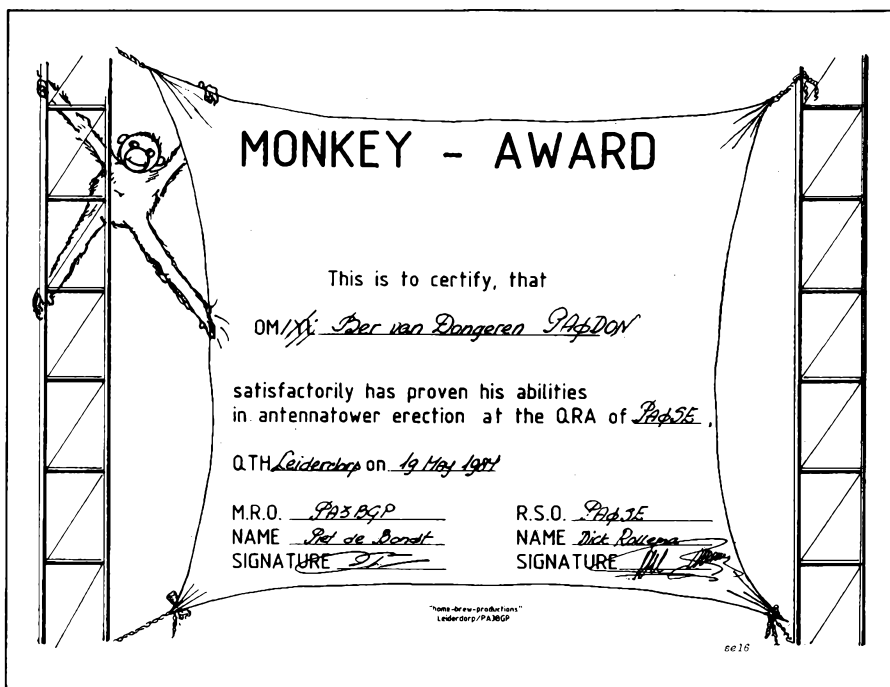 MONKEY - AWARD
This is to certify, that
OM/XYL Ber van Dongeren PAØDON
satisfactorily has proven his abilities
in antennatower erection at the QRA of PAØSE,
QTH Leiderdorp on 19 May 1984
M.R.O. PA3BGP R.S.O. PAØSE
NAME Piet de Bondt NAME Dick Rollema
SIGNATURE SIGNATURE
"home-brew-productions"
Leiderdorp/PA3BGP
se16